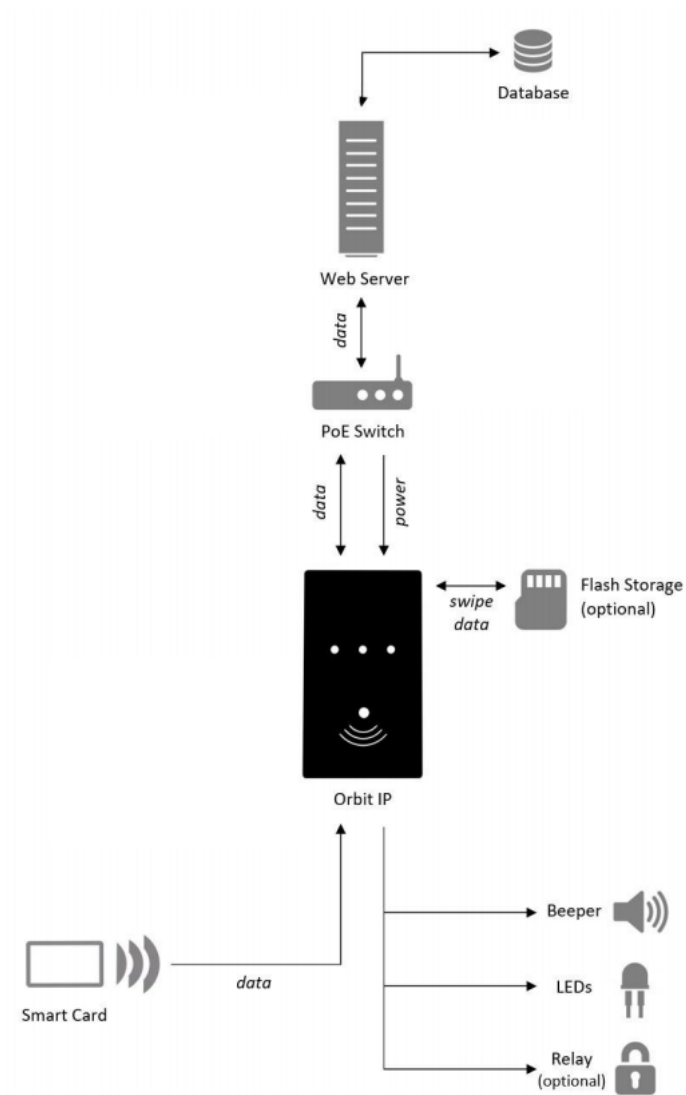 Database
Web Server
data
PoE Switch
data
power
swipe
data
Flash Storage
(optional)
Orbit IP
Beeper
data
LEDs
Smart Card
Relay
(optional)